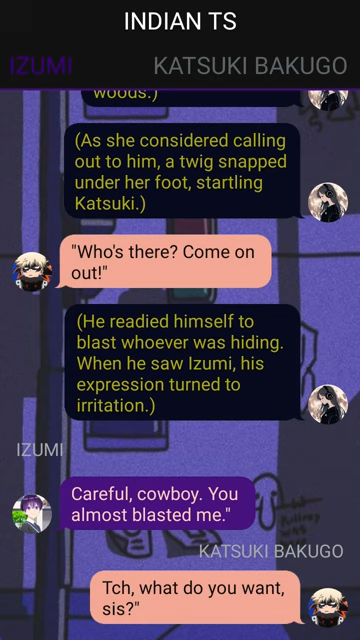 INDIAN TS
IZUMI
KATSUKI BAKUGO
woods.)
(As she considered calling
out to him, a twig snapped
under her foot, startling
Katsuki.)
"Who's there? Come on
out!"
(He readied himself to
blast whoever was hiding.
When he saw Izumi, his
expression turned to
irritation.)
IZUMI
Careful, cowboy. You
almost blasted me."
KATSUKI BAKUGO
Tch, what do you want,
sis?"